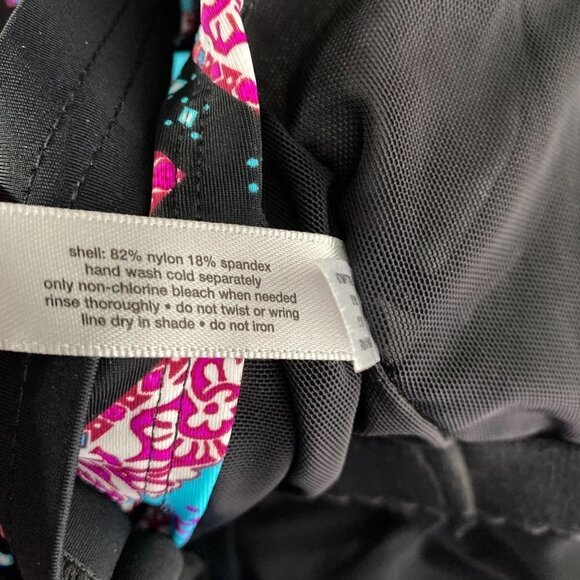 shell: 82% nylon 18% spandex
hand wash cold separately
only non-chlorine bleach when needed
rinse thoroughly • do not twist or wring
line dry in shade • do not iron